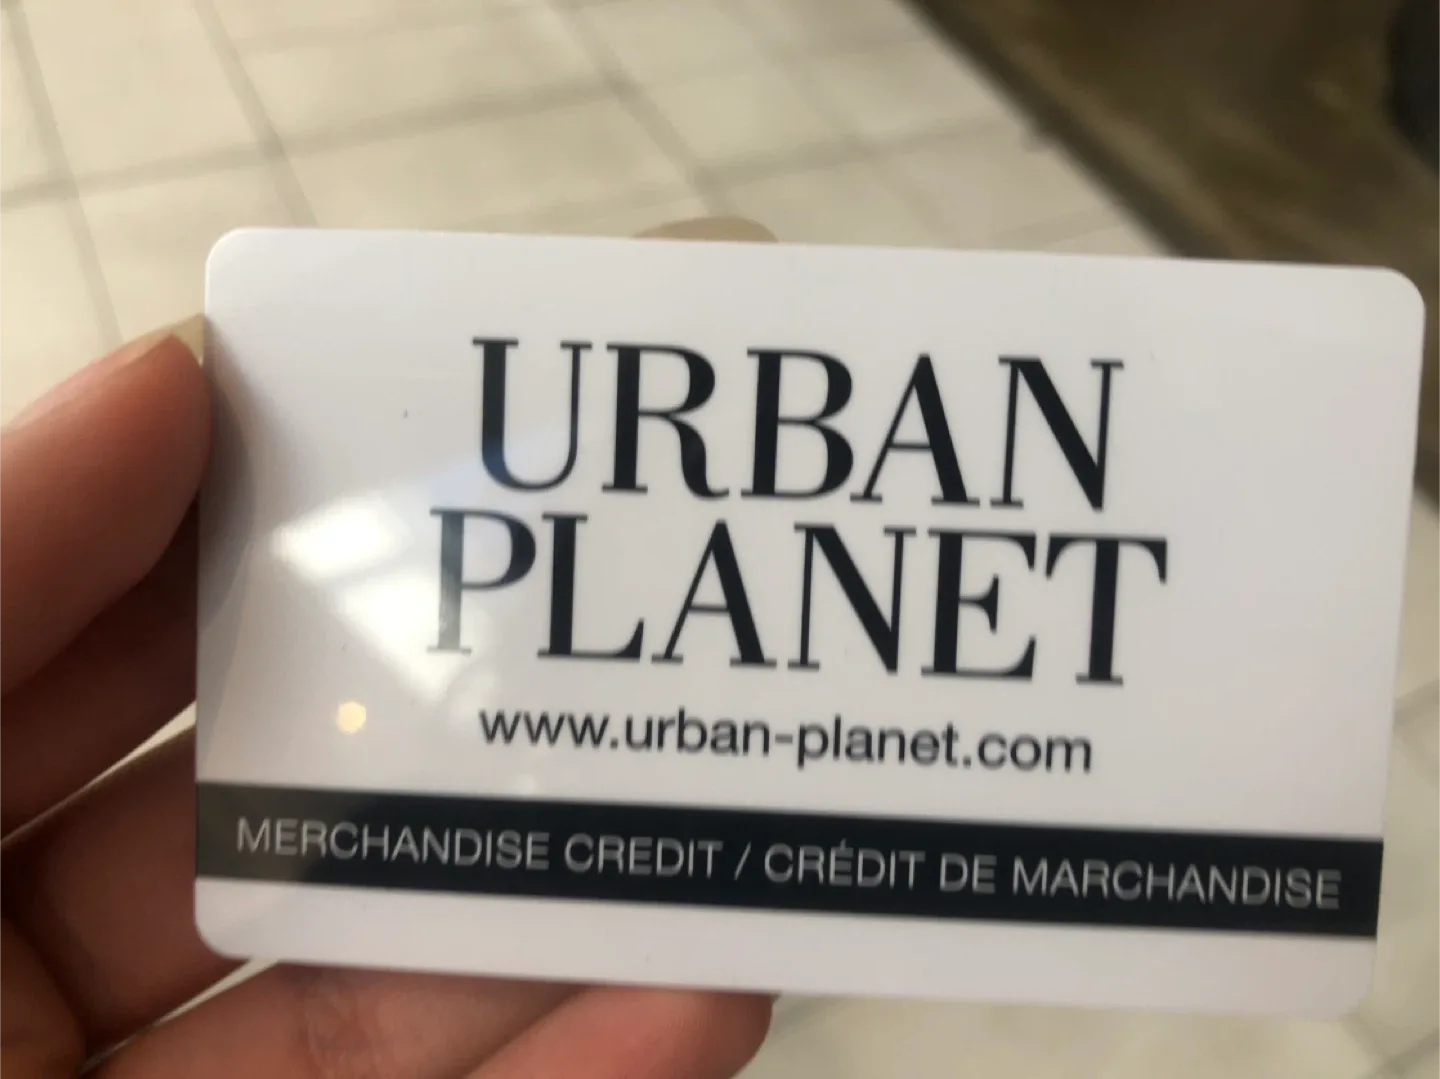 URBAN
PLANET
www.urban-planet.com
MERCHANDISE CREDIT / CRÉDIT DE MARCHANDISE